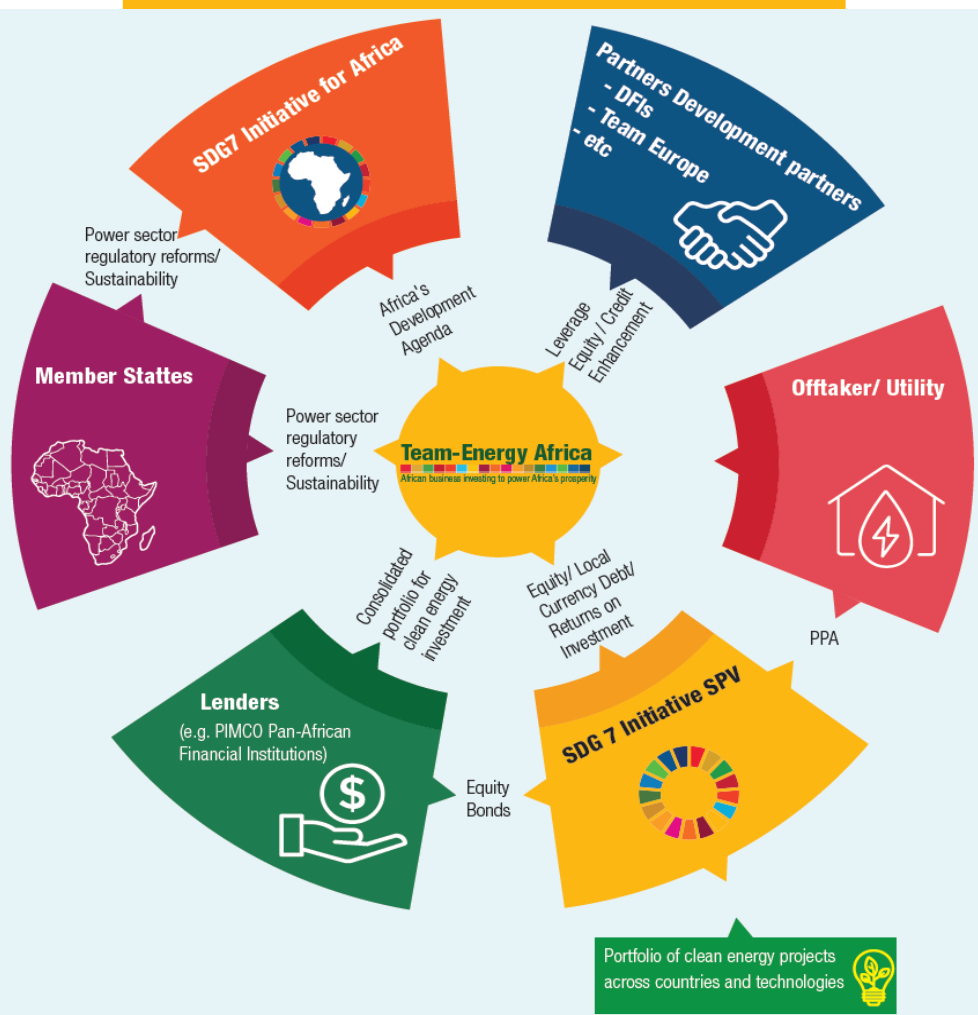 SDG7 Initiative for Africa
Partners Development partners
- DFIs
- Team Europe
- etc
Power sector
regulatory reforms/
Sustainability
Africa's
Development
Agenda
Leverage
Equity / Credit
Enhancement
Member Stattes
Power sector
regulatory
reforms/
Sustainability
Team-Energy Africa
African business investing to power Africa's prosperity
Offtaker/ Utility
Consolidated
portfolio for
clean energy
investment
Equity/ Local
Currency Debt/
Returns on
Investment
PPA
Lenders
(e.g. PIMCO Pan-African
Financial Institutions)
$
Equity
Bonds
SDG 7 Initiative SPV
Portfolio of clean energy projects
across countries and technologies